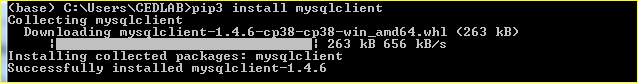 (base) C:\Users\CEDLAB>pip3 install mysqlclient
Collecting mysqlclient
Downloading mysqlclient-1.4.6-cp38-cp38-win_amd64.whl (263 kB)
|████████████████████████████████| 263 kB 656 kB/s
Installing collected packages: mysqlclient
Successfully installed mysqlclient-1.4.6